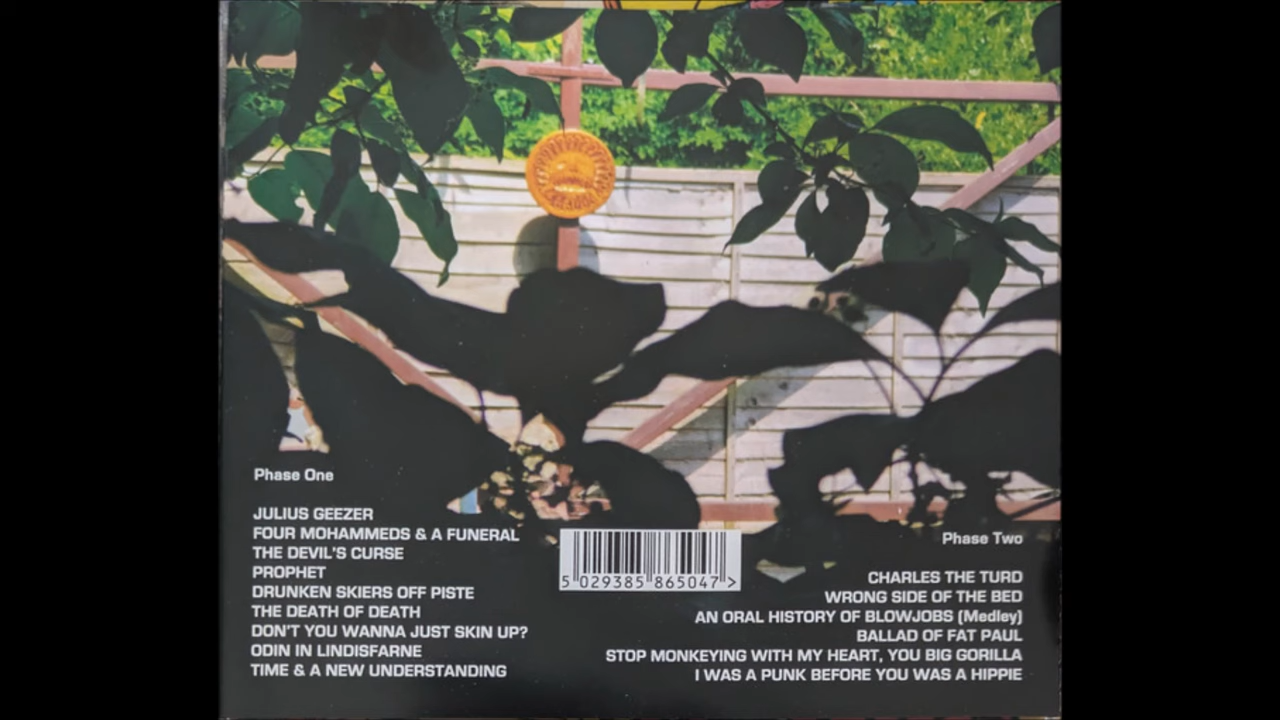 Phase One
JULIUS GEEZER
FOUR MOHAMMEDS & A FUNERAL
THE DEVIL'S CURSE
PROPHET
DRUNKEN SKIERS OFF PISTE
THE DEATH OF DEATH
DON'T YOU WANNA JUST SKIN UP?
ODIN IN LINDISFARNE
TIME & A NEW UNDERSTANDING
5 029385 865047 >
Phase Two
CHARLES THE TURD
WRONG SIDE OF THE BED
AN ORAL HISTORY OF BLOWJOBS (Medley)
BALLAD OF FAT PAUL
STOP MONKEYING WITH MY HEART, YOU BIG GORILLA
I WAS A PUNK BEFORE YOU WAS A HIPPIE